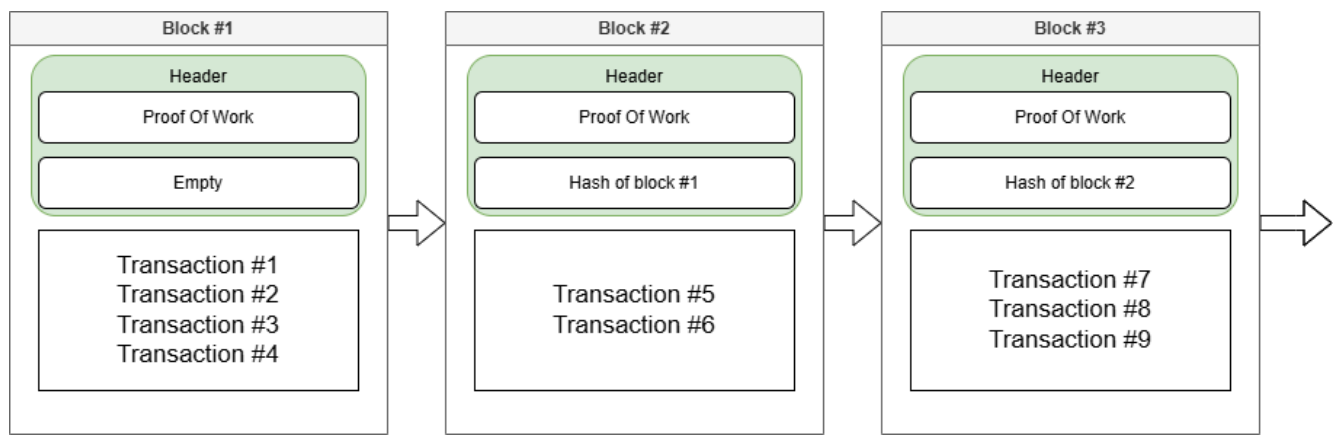 Block #1
Header
Proof Of Work
Empty
Transaction #1
Transaction #2
Transaction #3
Transaction #4
Block #2
Header
Proof Of Work
Hash of block #1
Transaction #5
Transaction #6
Block #3
Header
Proof Of Work
Hash of block #2
Transaction #7
Transaction #8
Transaction #9